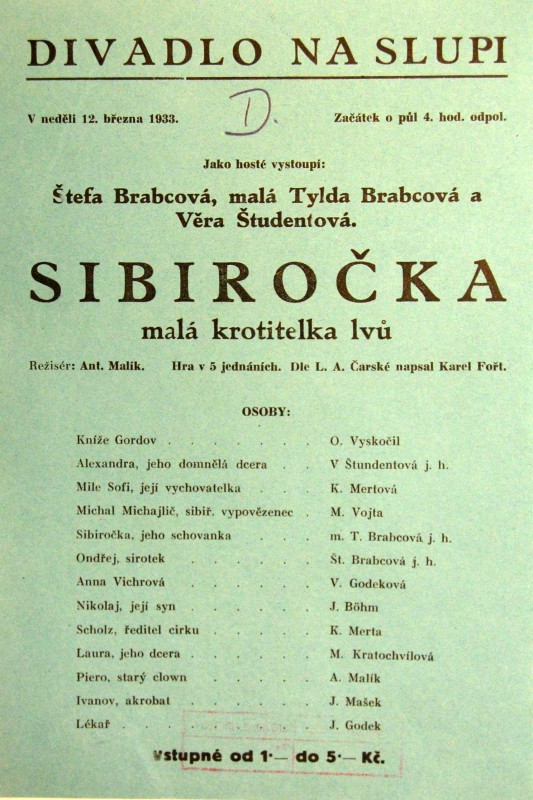 DIVADLO NA SLUPI
V neděli 12. března 1933.
D.
Začátek o půl 4. hod. odpol.
Jako hosté vystoupí:
Štefa Brabcová, malá Tylda Brabcová a
Věra Študentová.
SIBIROČKA
malá krotitelka lvů
Režisér: Ant. Malík. Hra v 5 jednáních. Dle L. A. Čarské napsal Karel Fořt.
OSOBY:
Kníže Gordov . . . . . . . O. Vyskočil
Alexandra, jeho domnělá dcera . . V Štundentová j. h.
Mlle Sofi, její vychovatelka . . . K. Mertová
Michal Michajlič, sibiř. vypovězenec . M. Vojta
Sibiročka, jeho schovanka . . . m. T. Brabcová j. h.
Ondřej, sirotek . . . . . . Št. Brabcová j. h.
Anna Vichrová . . . . . . V. Godeková
Nikolaj, její syn . . . . . . J. Böhm
Scholz, ředitel cirku . . . . . K. Merta
Laura, jeho dcera . . . . . . M. Kratochvílová
Piero, starý clown . . . . . A. Malík
Ivanov, akrobat . . . . . . J. Mašek
Lékař . . . . . . . . J. Godek
Vstupné od 1·— do 5·— Kč.